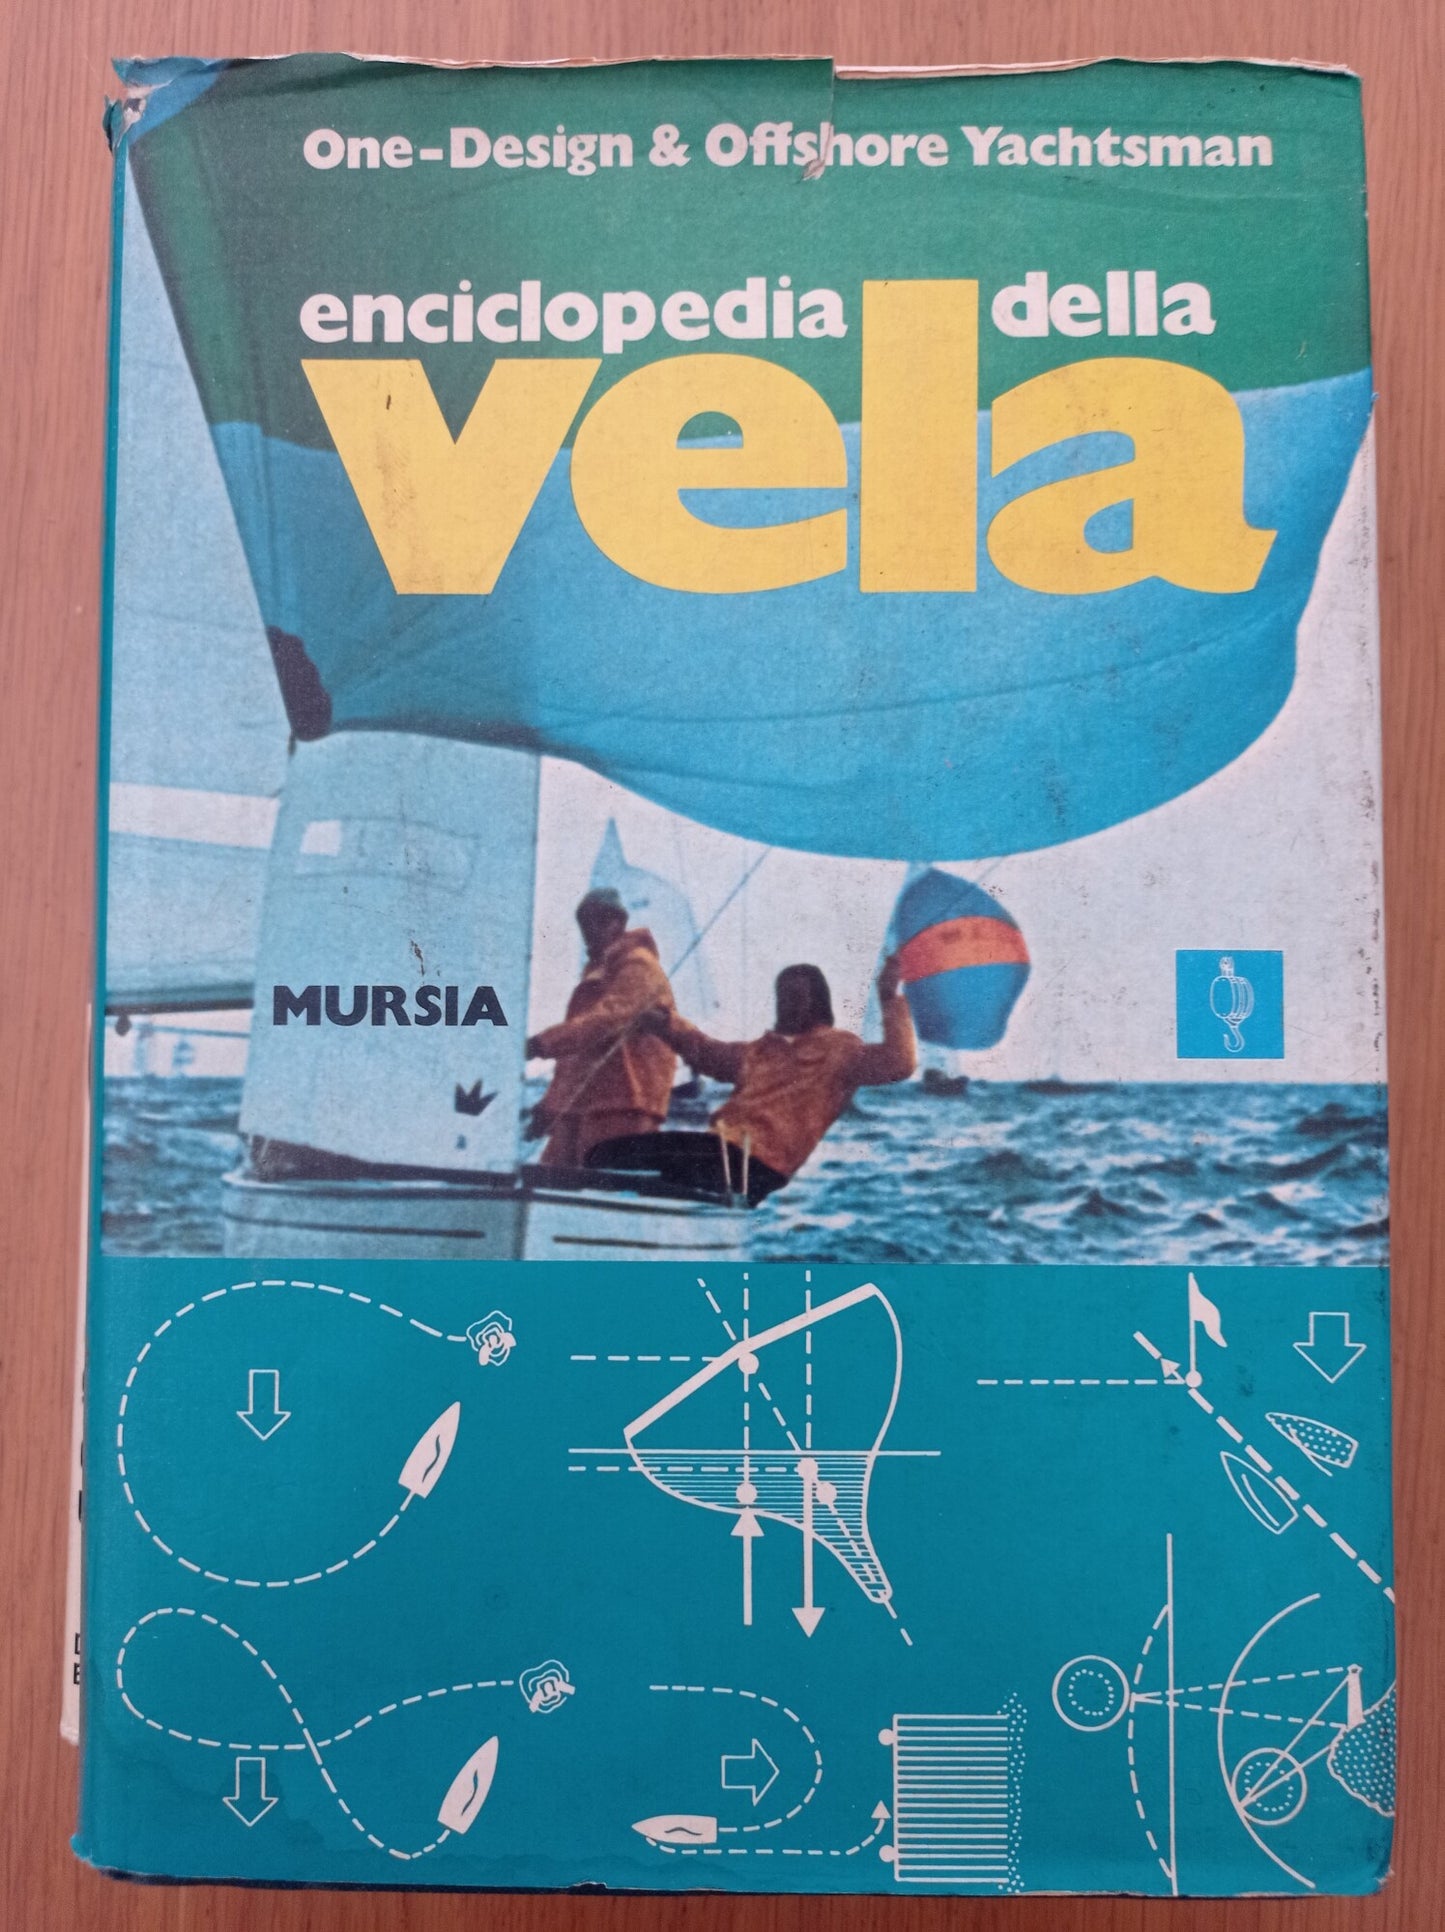 One-Design & Offshore Yachtsman
enciclopedia della
vela
MURSIA